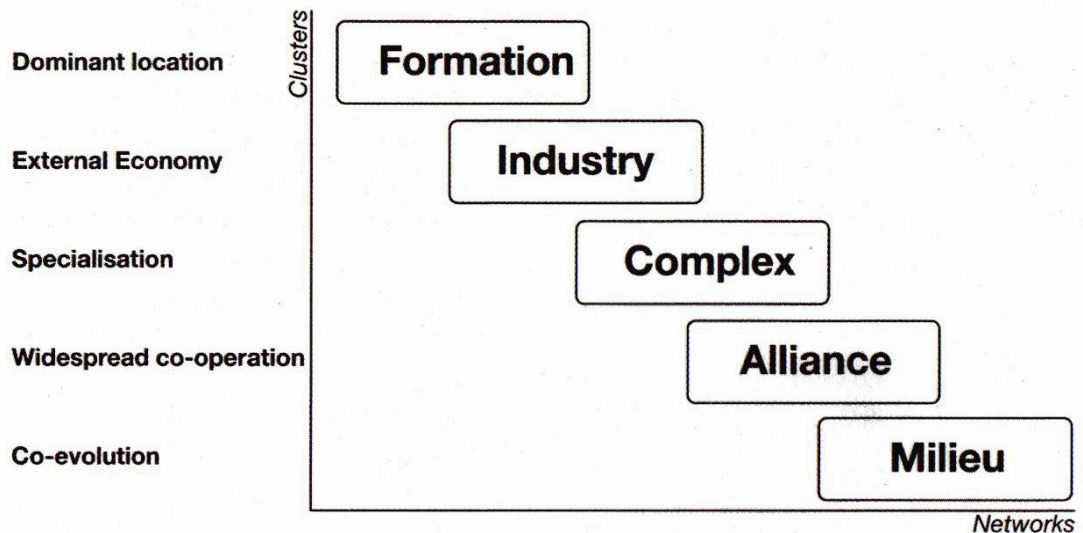 Clusters
Dominant location
Formation
External Economy
Industry
Specialisation
Complex
Widespread co-operation
Alliance
Co-evolution
Milieu
Networks